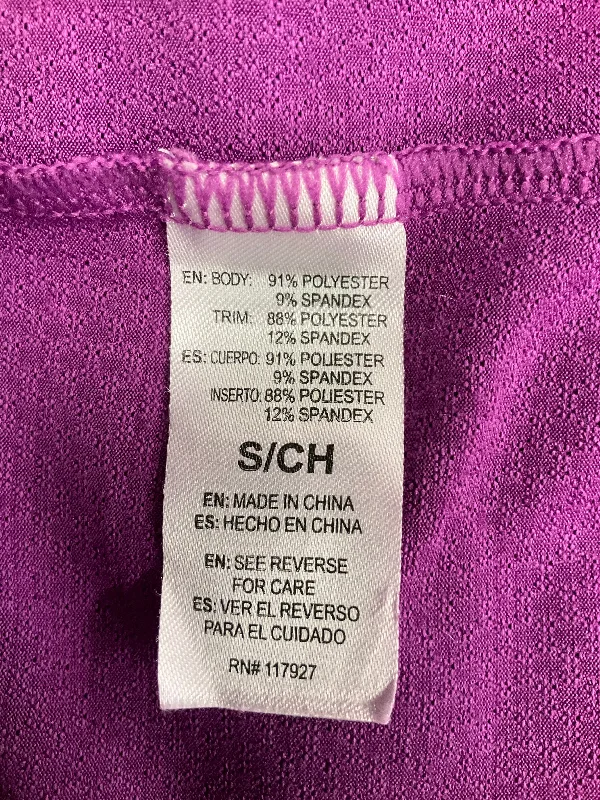 EN: BODY: 91% POLYESTER
9% SPANDEX
TRIM: 88% POLYESTER
12% SPANDEX
ES: CUERPO: 91% POLIESTER
9% SPANDEX
INSERTO: 88% POLIESTER
12% SPANDEX
S/CH
EN: MADE IN CHINA
ES: HECHO EN CHINA
EN: SEE REVERSE
FOR CARE
ES: VER EL REVERSO
PARA EL CUIDADO
RN# 117927